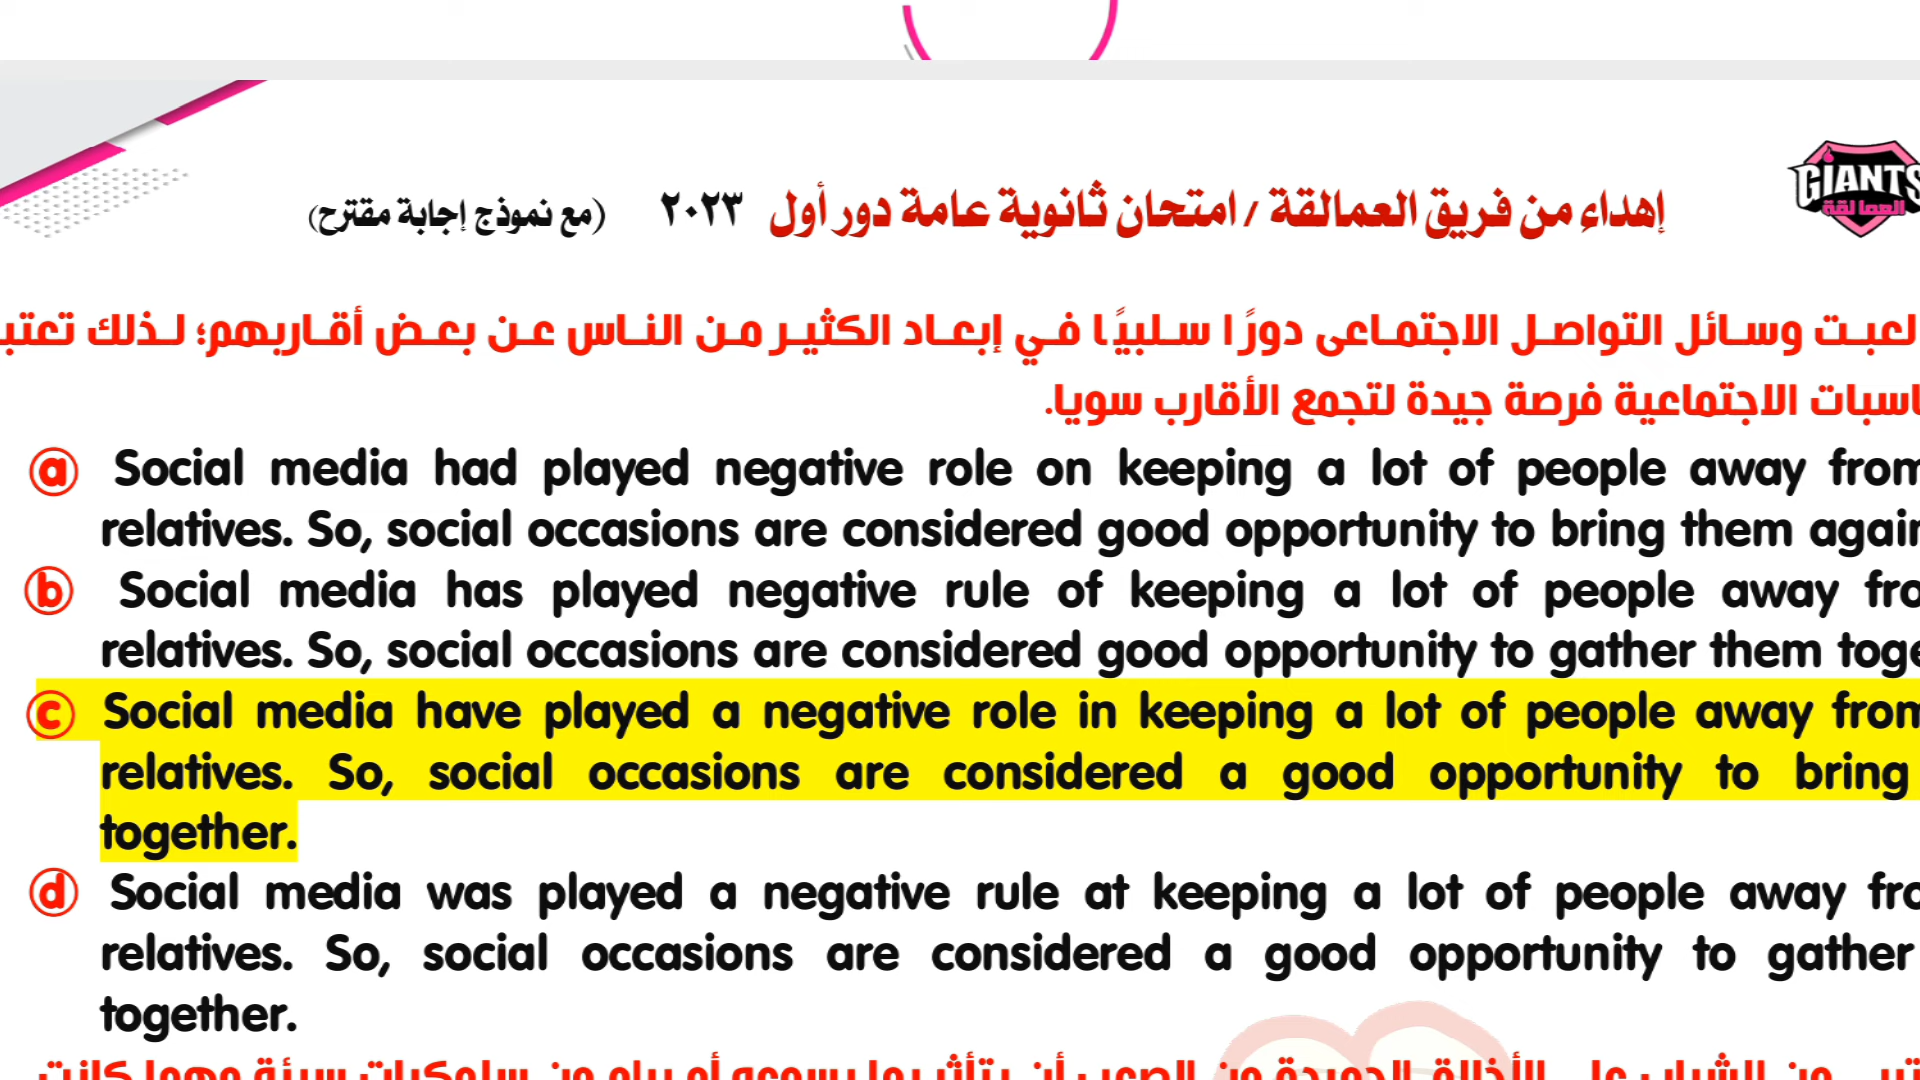 GIANTS
العمالقة
إهداء من فريق العمالقة / امتحان ثانوية عامة دور أول ٢٠٢٣ (مع نموذج إجابة مقترح)
لعبت وسائل التواصل الاجتماعى دورًا سلبيًا في إبعاد الكثير من الناس عن بعض أقاربهم؛ لذلك
الاجتماعية فرصة جيدة لتجمع الأقارب سويا.
a Social media had played negative role on keeping a lot of people away from
relatives. So, social occasions are considered good opportunity to bring them
b Social media has played negative rule of keeping a lot of people away
relatives. So, social occasions are considered good opportunity to gather them
c Social media have played a negative role in keeping a lot of people away from
relatives. So, social occasions are considered a good opportunity to bring
together.
d Social media was played a negative rule at keeping a lot of people away
relatives. So, social occasions are considered a good opportunity to gather
together.